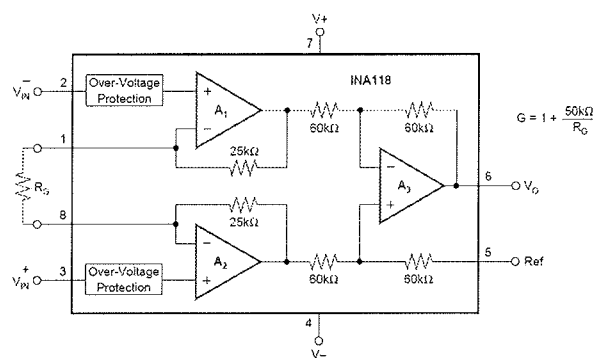 V+
7
INA118
2
V–IN
Over-Voltage
Protection
+
A1
–
60kΩ
60kΩ
G = 1 + 50kΩ
RG
1
25kΩ
RG
–
A3
+
6
VO
8
25kΩ
–
A2
+
5
Ref
3
V+IN
Over-Voltage
Protection
60kΩ
60kΩ
4
V–